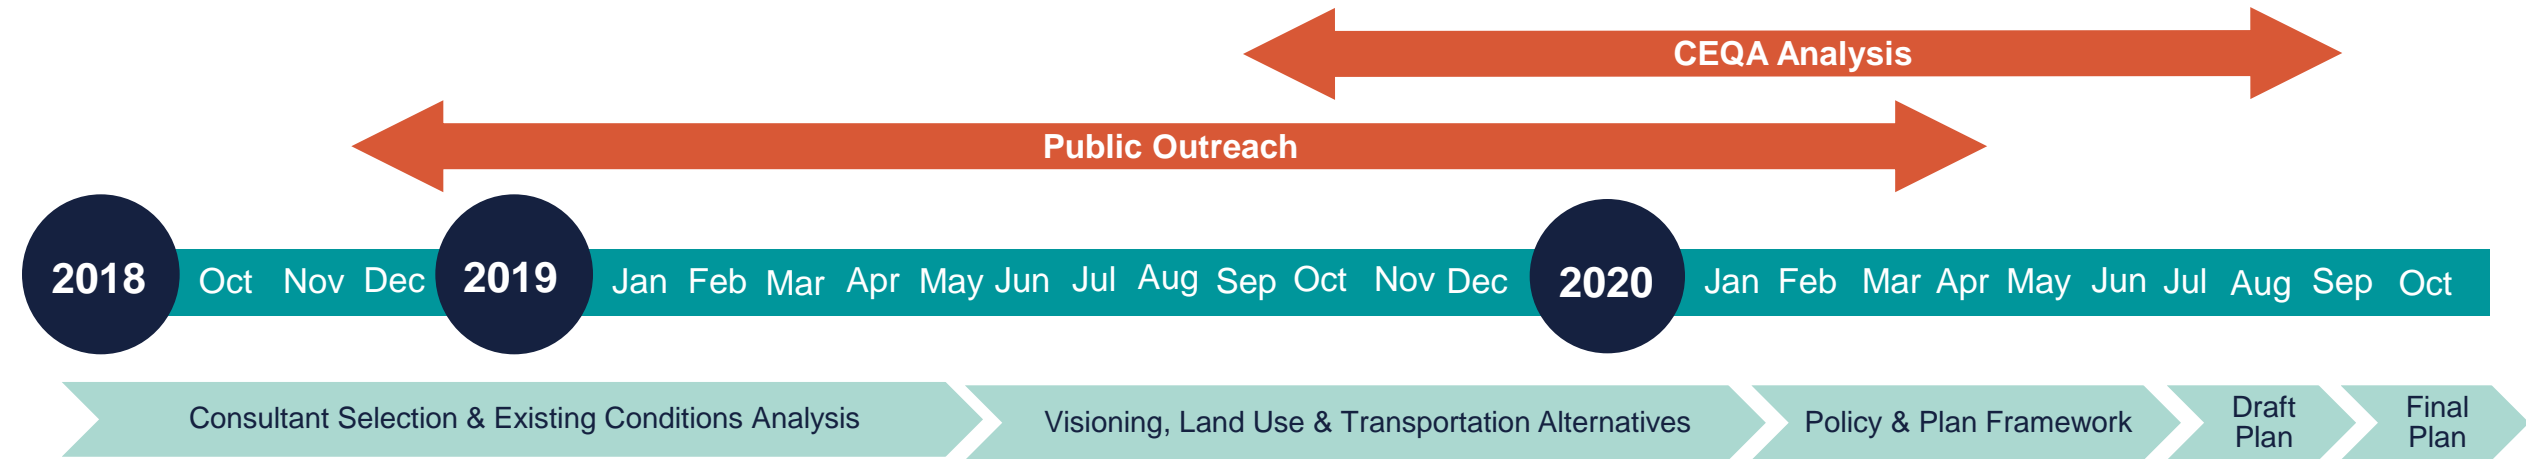 CEQA Analysis
Public Outreach
2018 Oct Nov Dec 2019 Jan Feb Mar Apr May Jun Jul Aug Sep Oct Nov Dec 2020 Jan Feb Mar Apr May Jun Jul Aug Sep Oct
Consultant Selection & Existing Conditions Analysis
Visioning, Land Use & Transportation Alternatives
Policy & Plan Framework
Draft
Plan
Final
Plan